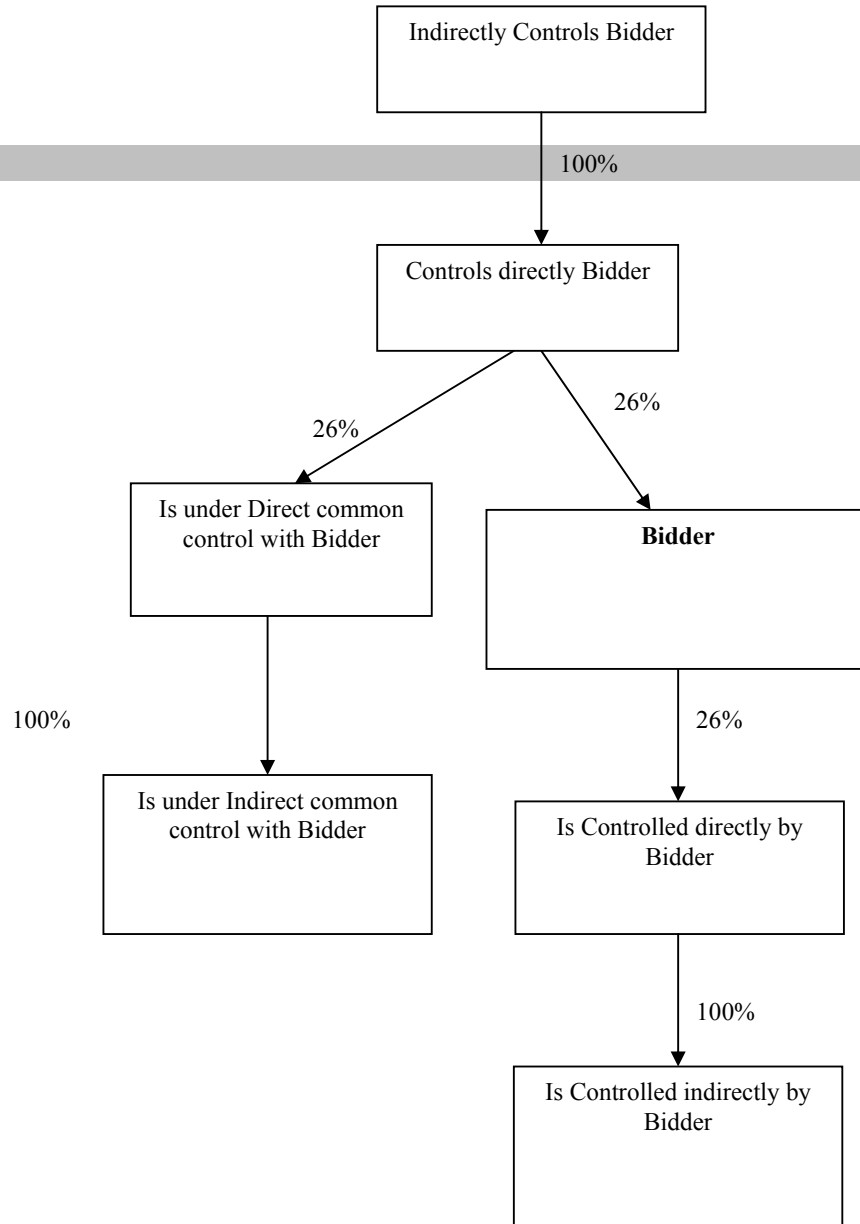 Indirectly Controls Bidder
100%
Controls directly Bidder
26%
26%
Is under Direct common
control with Bidder
Bidder
100%
26%
Is under Indirect common
control with Bidder
Is Controlled directly by
Bidder
100%
Is Controlled indirectly by
Bidder